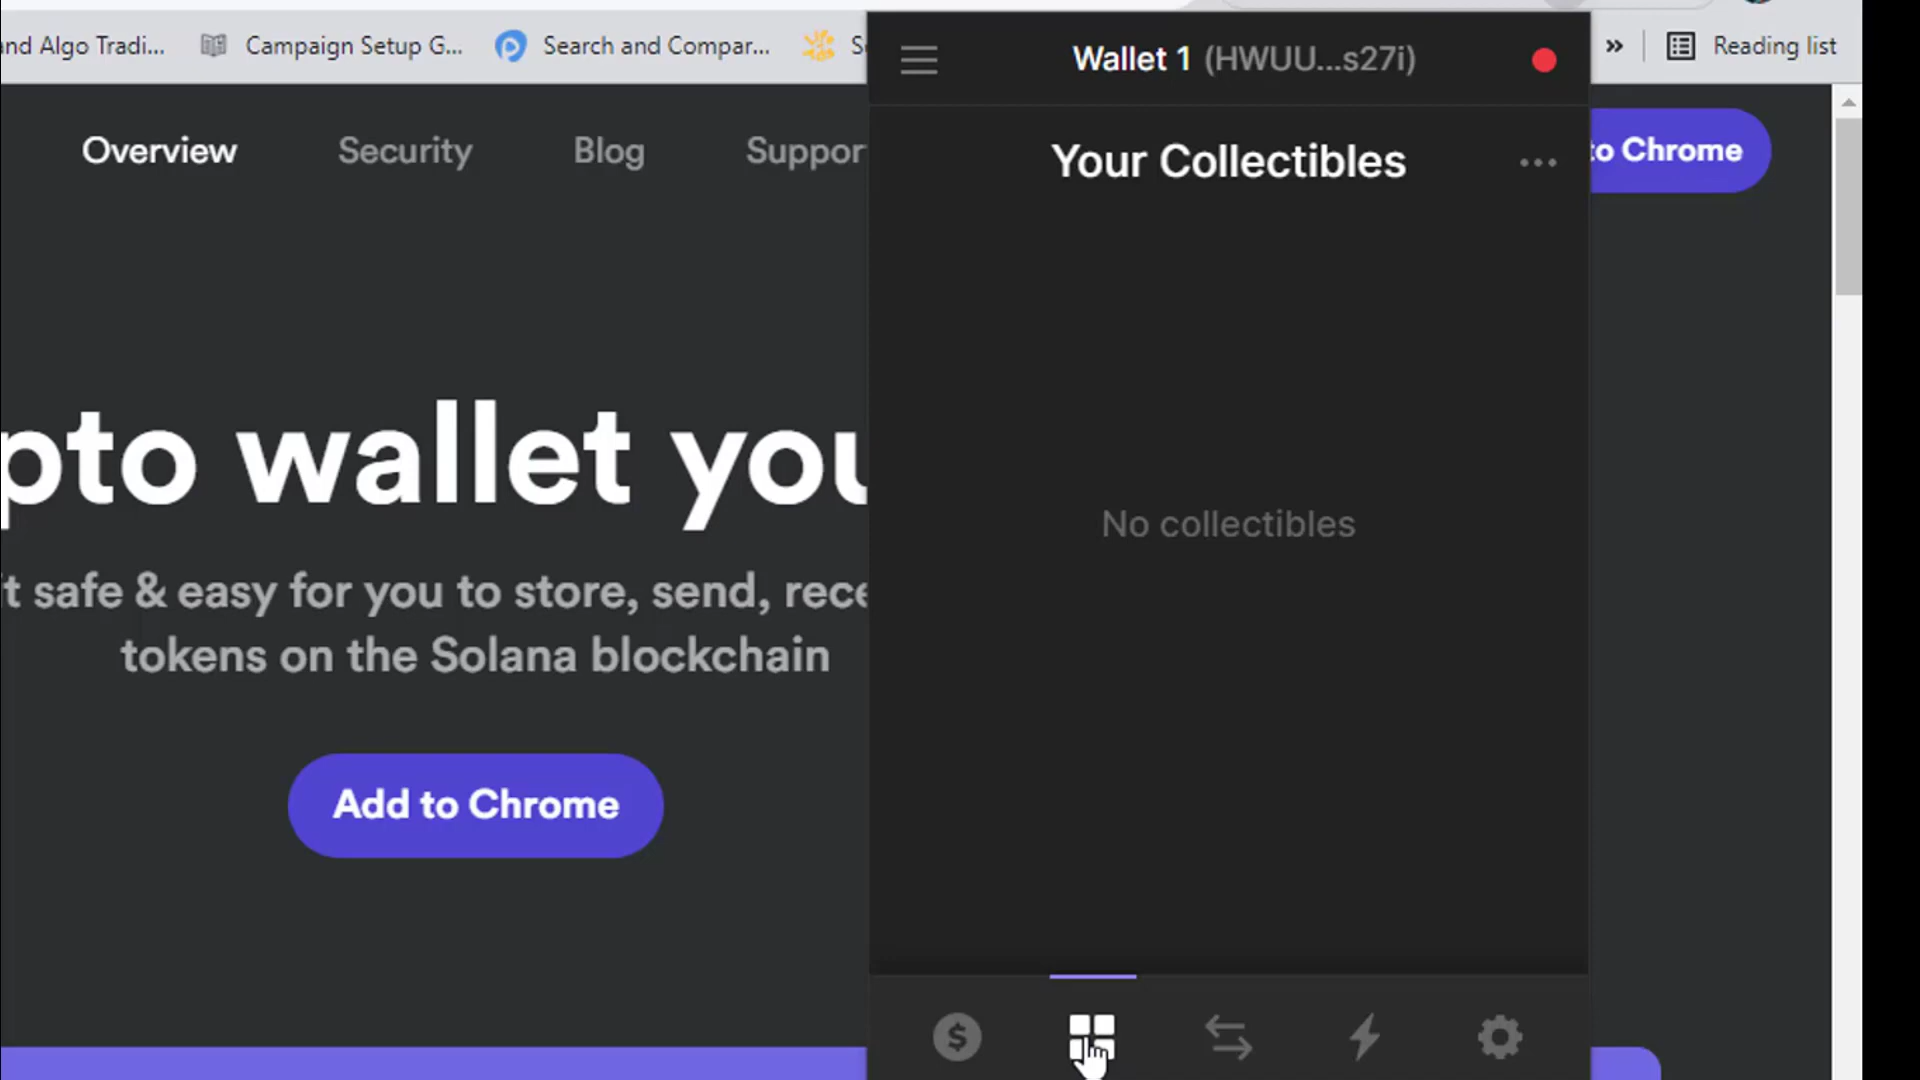 nd Algo Tradi...
Campaign Setup G...
Search and Compar...
»
Reading list
Wallet 1 (HWUU...s27i)
Overview
Security
Blog
Suppor
to Chrome
Your Collectibles
...
pto wallet you
No collectibles
t safe & easy for you to store, send, rece
tokens on the Solana blockchain
Add to Chrome
$